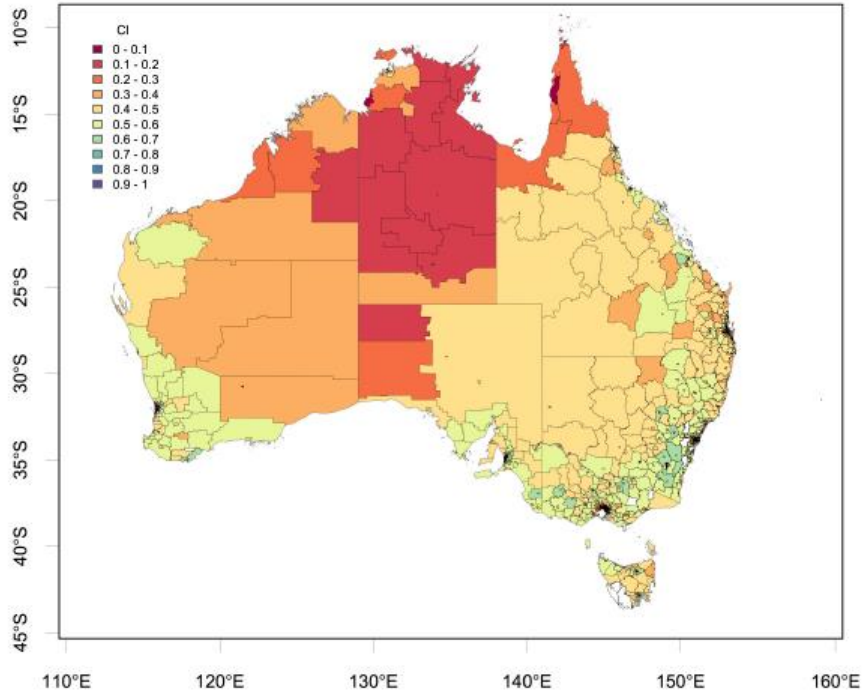 CI
0 - 0.1
0.1 - 0.2
0.2 - 0.3
0.3 - 0.4
0.4 - 0.5
0.5 - 0.6
0.6 - 0.7
0.7 - 0.8
0.8 - 0.9
0.9 - 1
10°S
15°S
20°S
25°S
30°S
35°S
40°S
45°S
110°E 120°E 130°E 140°E 150°E 160°E